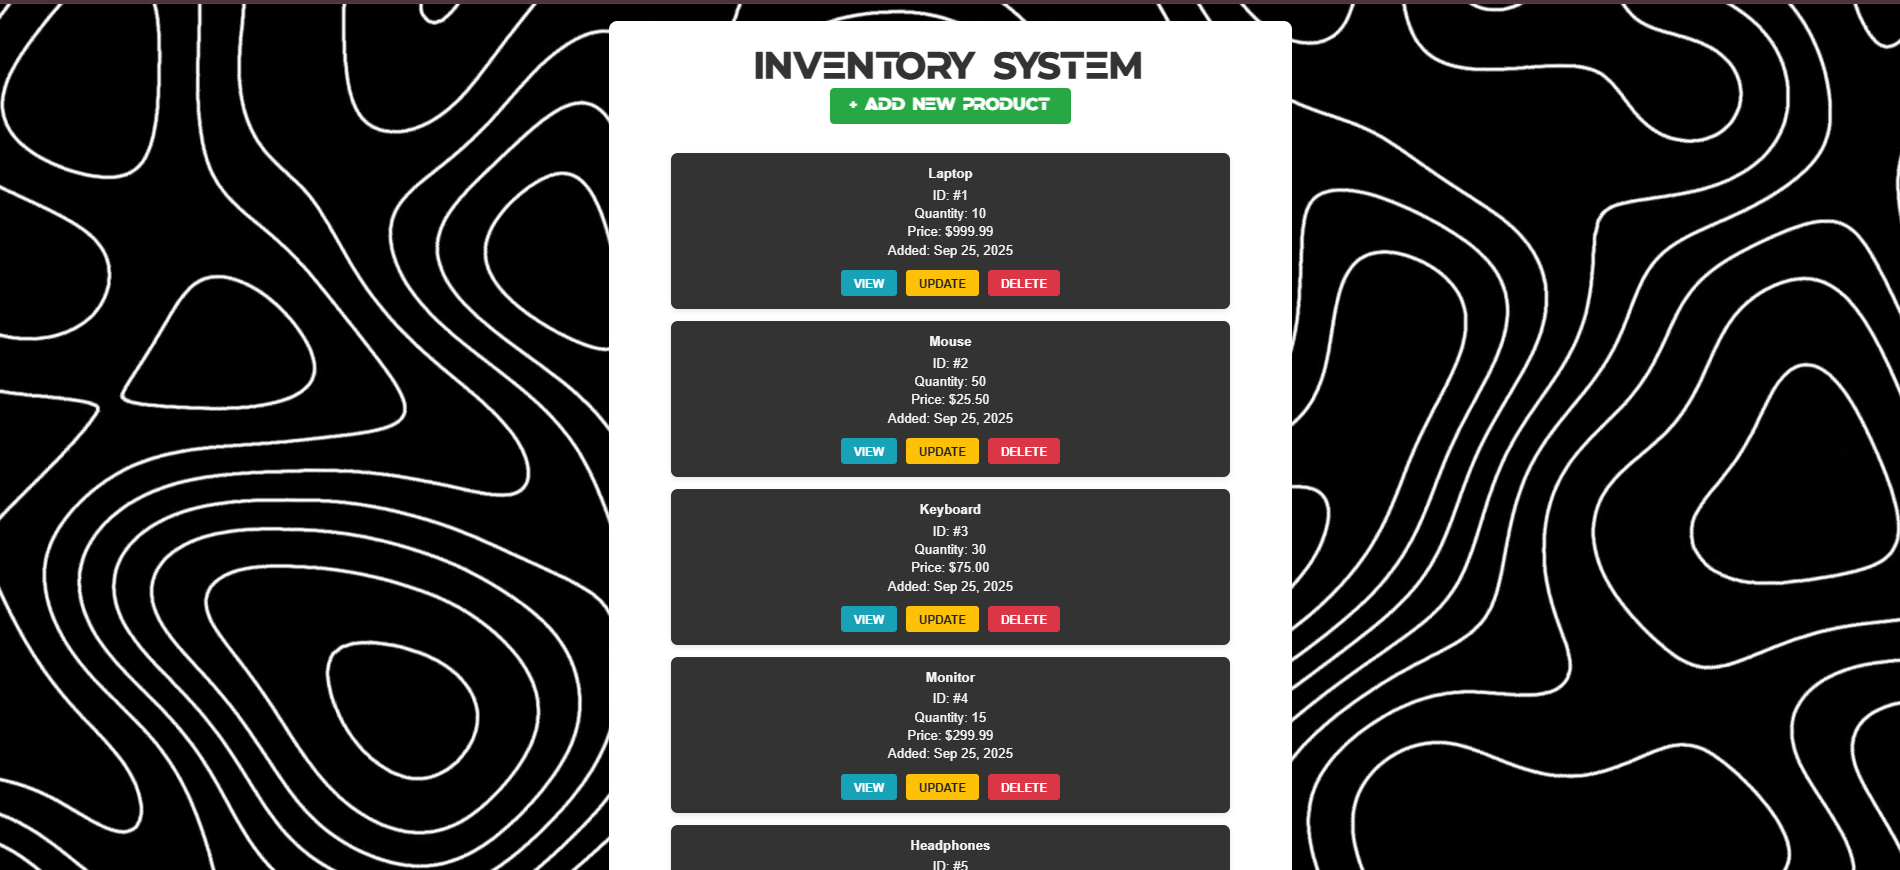 INVENTORY SYSTEM
+ ADD NEW PRODUCT
Laptop
ID: #1
Quantity: 10
Price: $999.99
Added: Sep 25, 2025
VIEW UPDATE DELETE
Mouse
ID: #2
Quantity: 50
Price: $25.50
Added: Sep 25, 2025
VIEW UPDATE DELETE
Keyboard
ID: #3
Quantity: 30
Price: $75.00
Added: Sep 25, 2025
VIEW UPDATE DELETE
Monitor
ID: #4
Quantity: 15
Price: $299.99
Added: Sep 25, 2025
VIEW UPDATE DELETE
Headphones
ID: #5